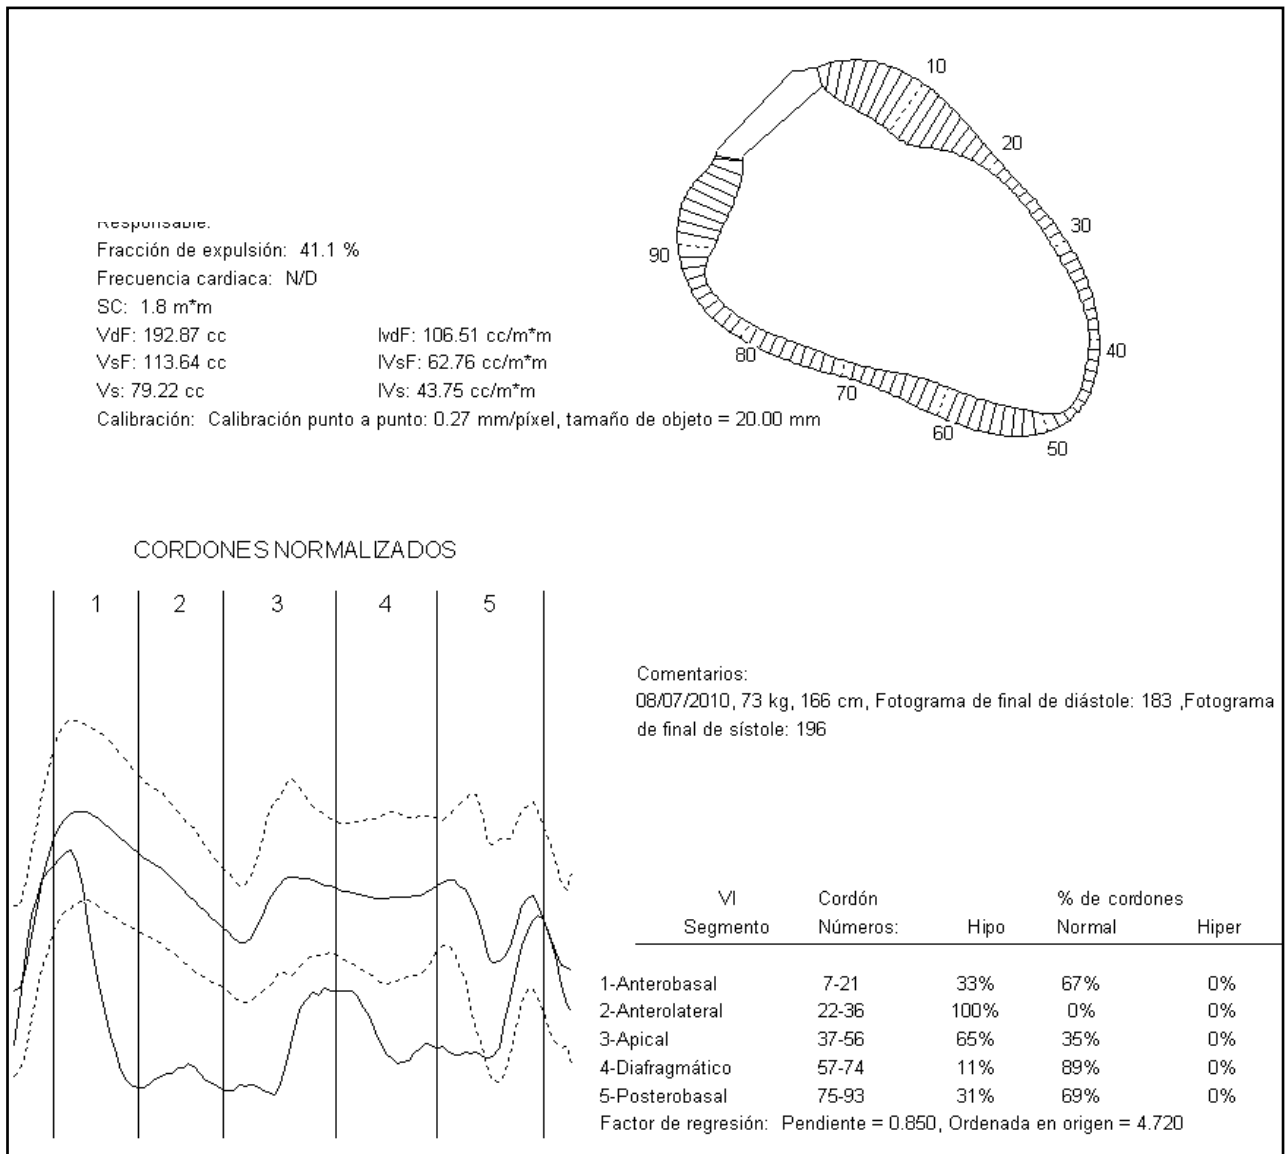 10
20
30
40
50
60
70
80
90
Responsable:
Fracción de expulsión: 41.1 %
Frecuencia cardiaca: N/D
SC: 1.8 m*m
VdF: 192.87 cc IvdF: 106.51 cc/m*m
VsF: 113.64 cc IVsF: 62.76 cc/m*m
Vs: 79.22 cc IVs: 43.75 cc/m*m
Calibración: Calibración punto a punto: 0.27 mm/píxel, tamaño de objeto = 20.00 mm
CORDONES NORMALIZADOS
1 2 3 4 5
Comentarios:
08/07/2010, 73 kg, 166 cm, Fotograma de final de diástole: 183 ,Fotograma
de final de sístole: 196
VI Cordón % de cordones
Segmento Números: Hipo Normal Hiper
1-Anterobasal 7-21 33% 67% 0%
2-Anterolateral 22-36 100% 0% 0%
3-Apical 37-56 65% 35% 0%
4-Diafragmático 57-74 11% 89% 0%
5-Posterobasal 75-93 31% 69% 0%
Factor de regresión: Pendiente = 0.850, Ordenada en origen = 4.720